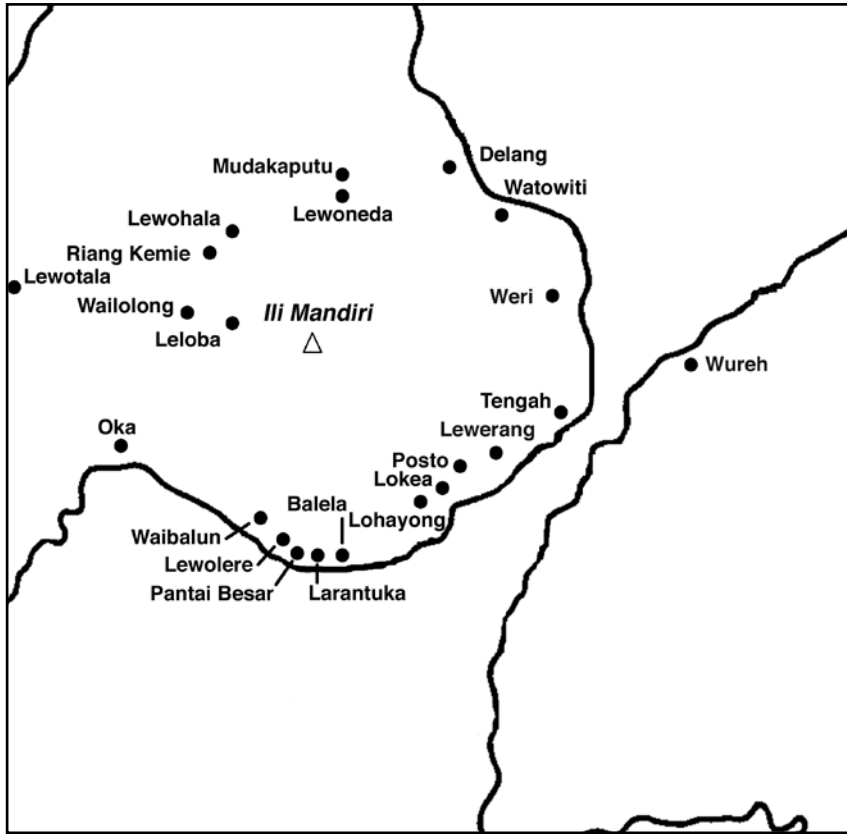 Delang
Mudakaputu
Watowiti
Lewoneda
Lewohala
Riang Kemie
Lewotala
Weri
Wailolong
Ili Mandiri
Leloba
Wureh
Tengah
Oka
Lewerang
Posto
Lokea
Balela
Lohayong
Waibalun
Lewolere
Pantai Besar
Larantuka